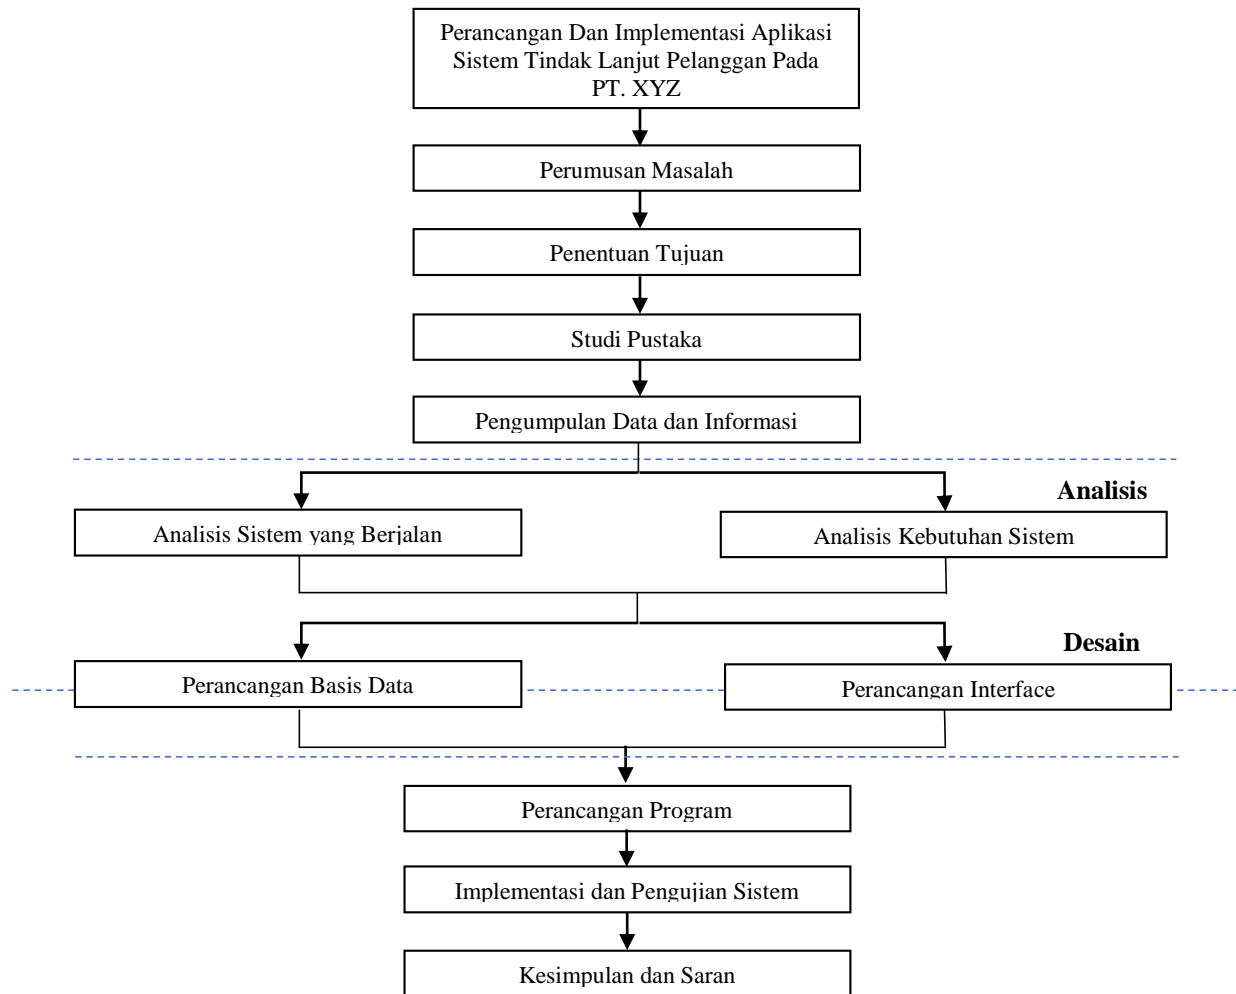 Perancangan Dan Implementasi Aplikasi
Sistem Tindak Lanjut Pelanggan Pada
PT. XYZ
Perumusan Masalah
Penentuan Tujuan
Studi Pustaka
Pengumpulan Data dan Informasi
Analisis
Analisis Sistem yang Berjalan
Analisis Kebutuhan Sistem
Desain
Perancangan Basis Data
Perancangan Interface
Perancangan Program
Implementasi dan Pengujian Sistem
Kesimpulan dan Saran